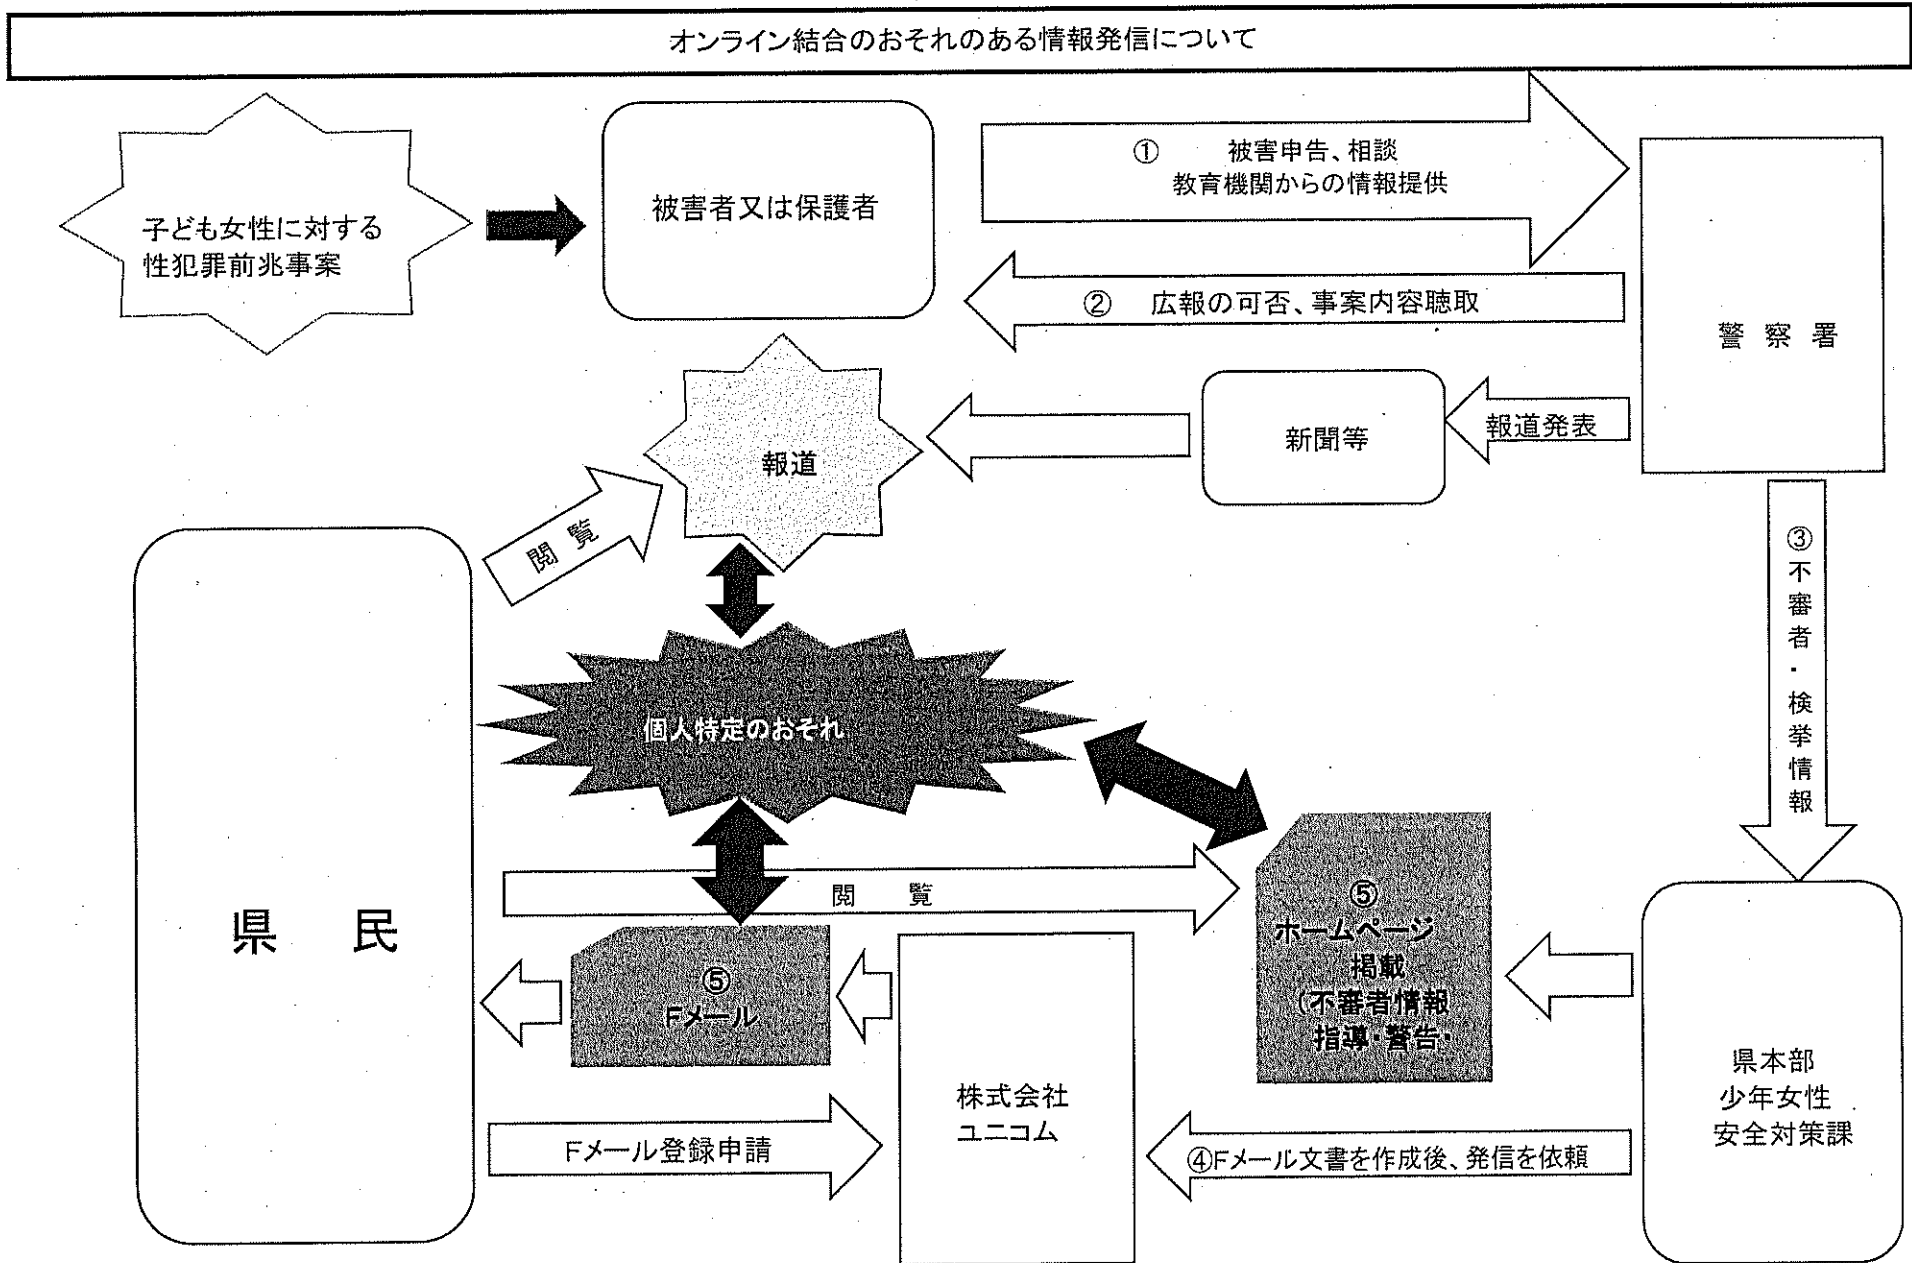 オンライン結合のおそれのある情報発信について
子ども女性に対する
性犯罪前兆事案
被害者又は保護者
① 被害申告、相談
教育機関からの情報提供
② 広報の可否、事案内容聴取
警察署
報道
新聞等
報道発表
閲覧
③不審者・検挙情報
個人特定のおそれ
県 民
閲 覧
⑤
ホームページ
掲載
(不審者情報
指導・警告・
⑤
Fメール
株式会社
ユニコム
県本部
少年女性
安全対策課
Fメール登録申請
④Fメール文書を作成後、発信を依頼